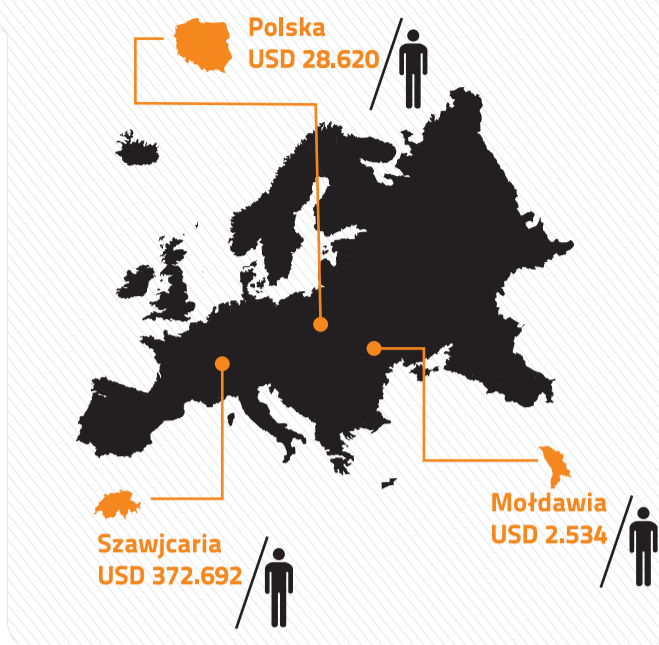 Polska
USD 28.620
Mołdawia
USD 2.534
Szawjcaria
USD 372.692